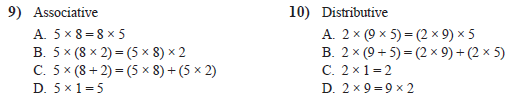 9) Associative
A. 5 × 8 = 8 × 5
B. 5 × (8 × 2) = (5 × 8) × 2
C. 5 × (8 + 2) = (5 × 8) + (5 × 2)
D. 5 × 1 = 5
10) Distributive
A. 2 × (9 × 5) = (2 × 9) × 5
B. 2 × (9 + 5) = (2 × 9) + (2 × 5)
C. 2 × 1 = 2
D. 2 × 9 = 9 × 2